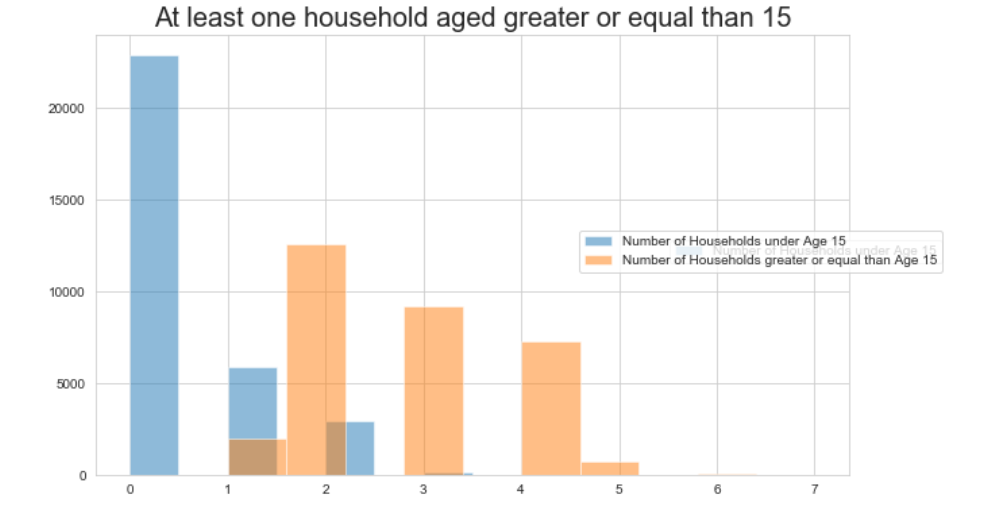 At least one household aged greater or equal than 15
20000
15000
10000
5000
0
Number of Households under Age 15
Number of Households under Age 15
Number of Households greater or equal than Age 15
0 1 2 3 4 5 6 7